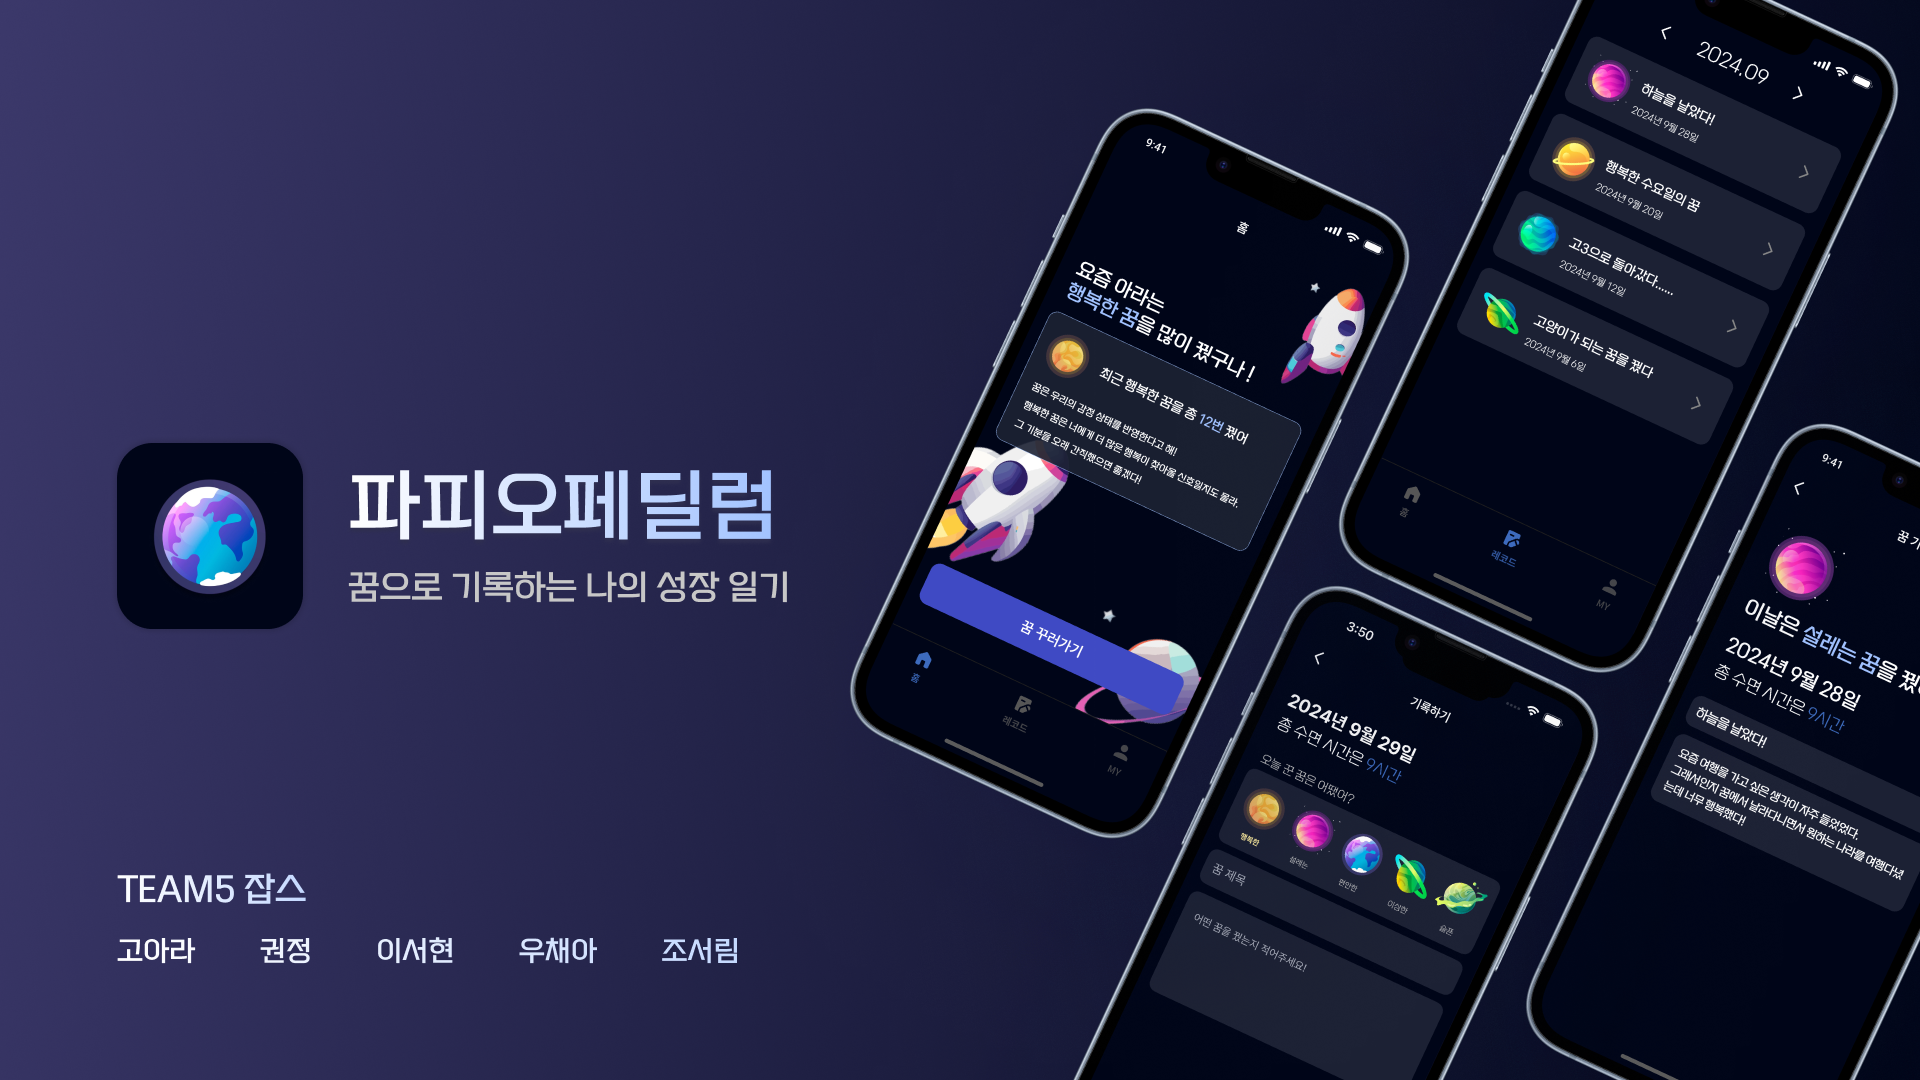 파피오페딜럼
꿈으로 기록하는 나의 성장 일기
TEAM5 잡스
고아라 권정 이서현 우채아 조서림
9:41
홈
요즘 아라는
행복한 꿈을 많이 꿨구나 !
최근 행복한 꿈을 총 12번 꿨어
꿈은 우리의 감정 상태를 반영한다고 해!
행복한 꿈은 너에게 더 많은 행복이 찾아올 신호일지도 몰라.
그 기분을 오래 간직했으면 좋겠다!
꿈 꾸러가기
홈
레코드
MY
2024.09
하늘을 날았다!
2024년 9월 28일
행복한 수요일의 꿈
2024년 9월 20일
고3으로 돌아갔다......
2024년 9월 12일
고양이가 되는 꿈을 꿨다
2024년 9월 6일
홈
레코드
MY
3:50
기록하기
2024년 9월 29일
총 수면 시간은 9시간
오늘 꾼 꿈은 어땠어?
행복한
설레는
편안한
이상한
슬픈
꿈 제목
어떤 꿈을 꿨는지 적어주세요!
9:41
꿈 기
이날은 설레는 꿈을 꿨
2024년 9월 28일
총 수면 시간은 9시간
하늘을 날았다!
요즘 여행을 가고 싶은 생각이 자주 들었었다.
그래서인지 꿈에서 날라다니면서 원하는 나라를 여행다녔
는데 너무 행복했다!